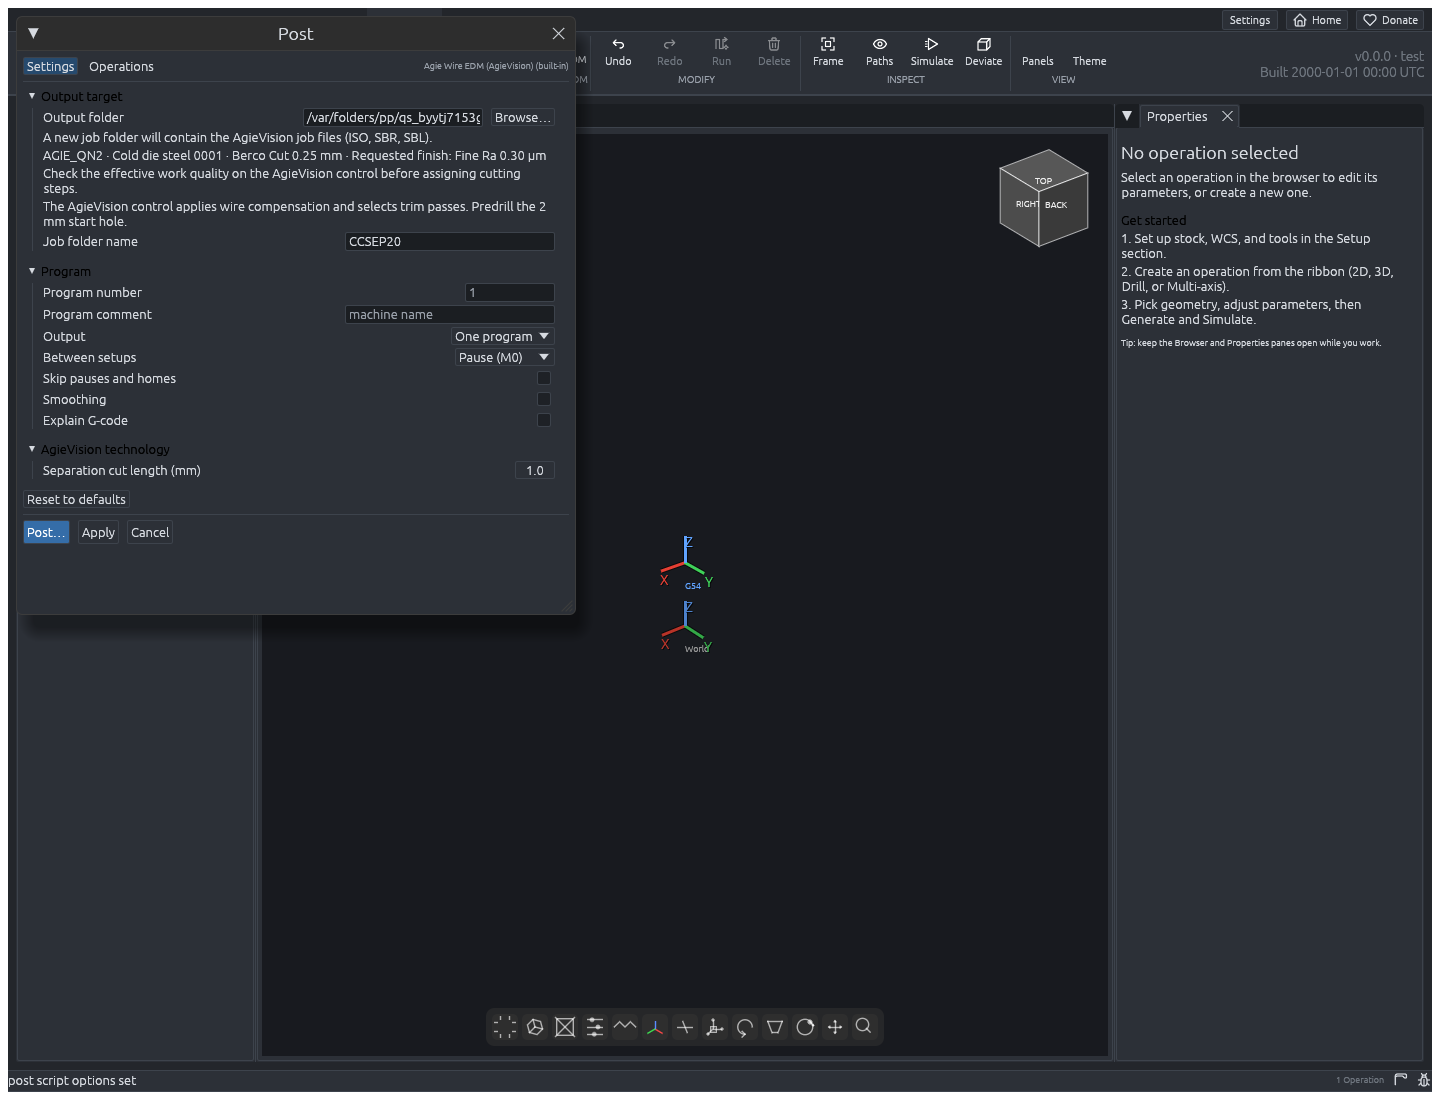 Settings
Home
Donate
Post
Settings
Operations
Agie Wire EDM (AgieVision) (built-in)
Undo
Redo
Run
Delete
MODIFY
Frame
Paths
Simulate
Deviate
INSPECT
Panels
Theme
VIEW
v0.0.0 · test
Built 2000-01-01 00:00 UTC
Output target
Output folder
/var/folders/pp/qs_byytj7153
Browse...
A new job folder will contain the AgieVision job files (ISO, SBR, SBL).
AGIE_QN2 · Cold die steel 0001 · Berco Cut 0.25 mm · Requested finish: Fine Ra 0.30 µm
Check the effective work quality on the AgieVision control before assigning cutting
steps.
The AgieVision control applies wire compensation and selects trim passes. Predrill the 2
mm start hole.
Job folder name
CCSEP20
Program
Program number
1
Program comment
machine name
Output
One program
Between setups
Pause (M0)
Skip pauses and homes
Smoothing
Explain G-code
AgieVision technology
Separation cut length (mm)
1.0
Reset to defaults
Post...
Apply
Cancel
TOP
RIGHT
BACK
Z
X
Y
G54
Z
X
Y
World
Properties
No operation selected
Select an operation in the browser to edit its
parameters, or create a new one.
Get started
1. Set up stock, WCS, and tools in the Setup
section.
2. Create an operation from the ribbon (2D, 3D,
Drill, or Multi-axis).
3. Pick geometry, adjust parameters, then
Generate and Simulate.
Tip: keep the Browser and Properties panes open while you work.
post script options set
1 Operation